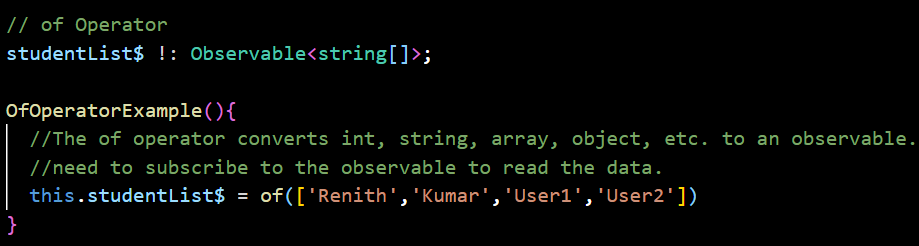 // of Operator
studentList$ !: Observable<string[]>;
OfOperatorExample(){
//The of operator converts int, string, array, object, etc. to an observable.
//need to subscribe to the observable to read the data.
this.studentList$ = of(['Renith','Kumar','User1','User2'])
}